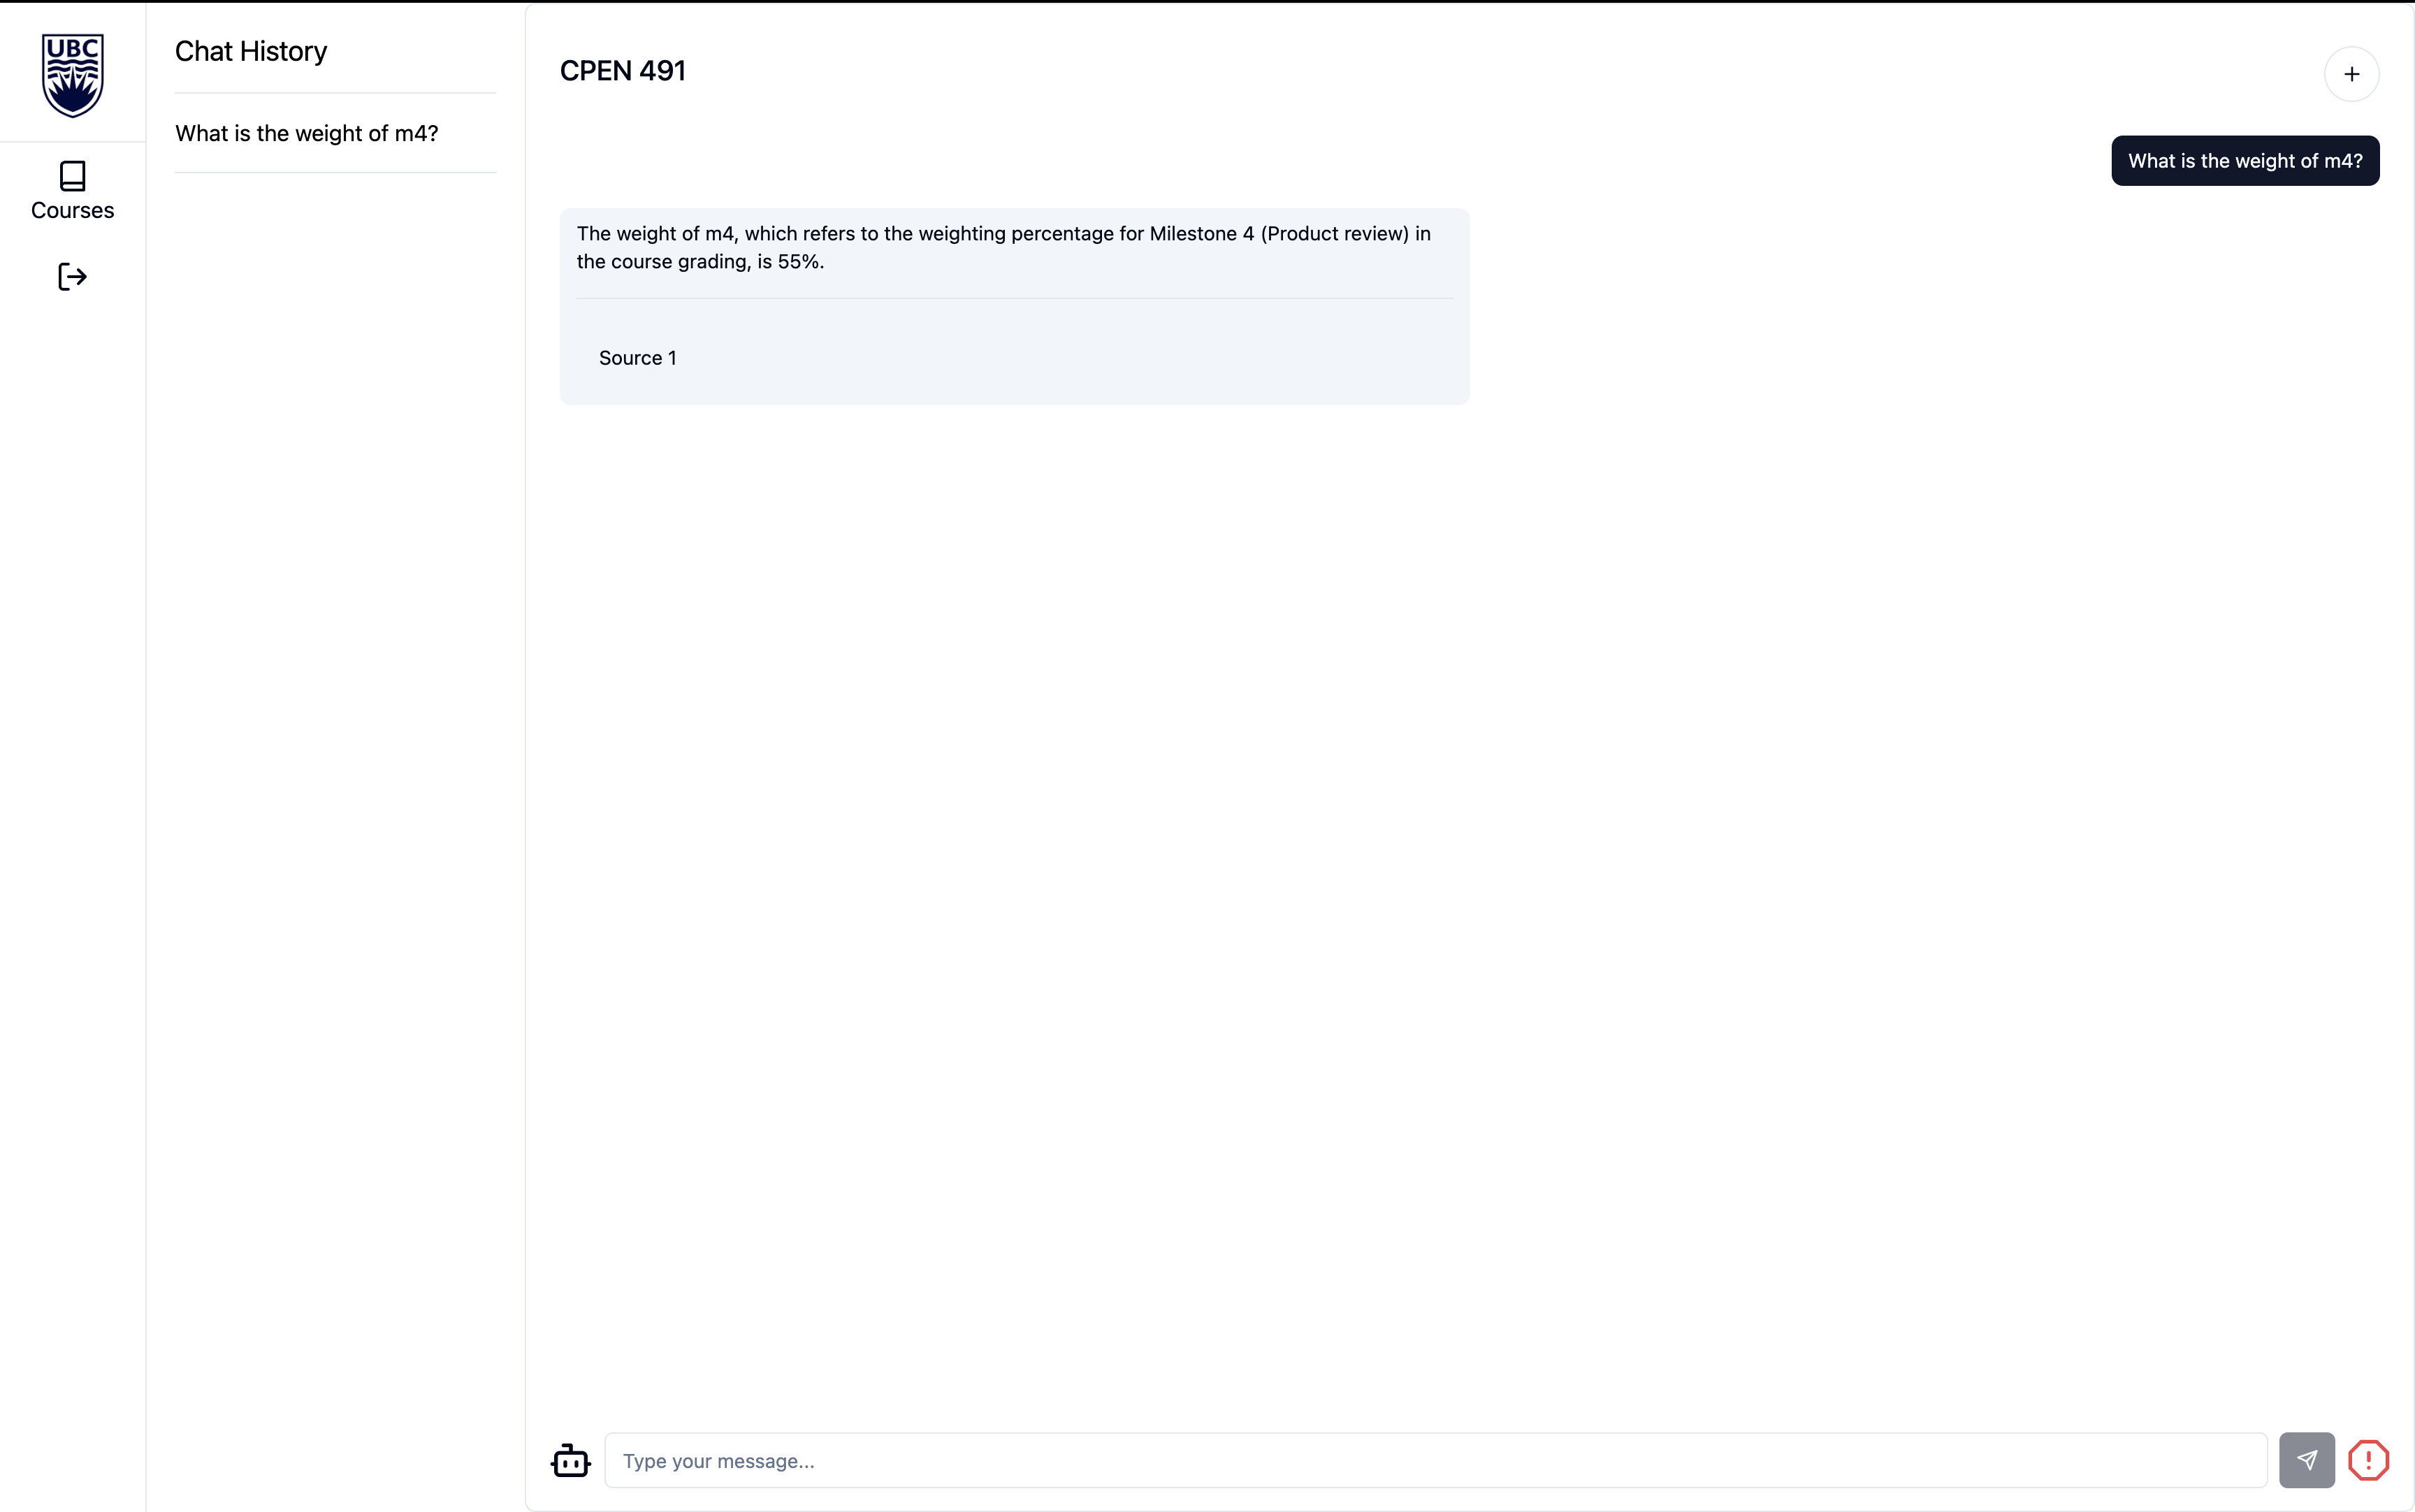 UBC
Courses
Chat History
What is the weight of m4?
CPEN 491
What is the weight of m4?
The weight of m4, which refers to the weighting percentage for Milestone 4 (Product review) in
the course grading, is 55%.
Source 1
Type your message...